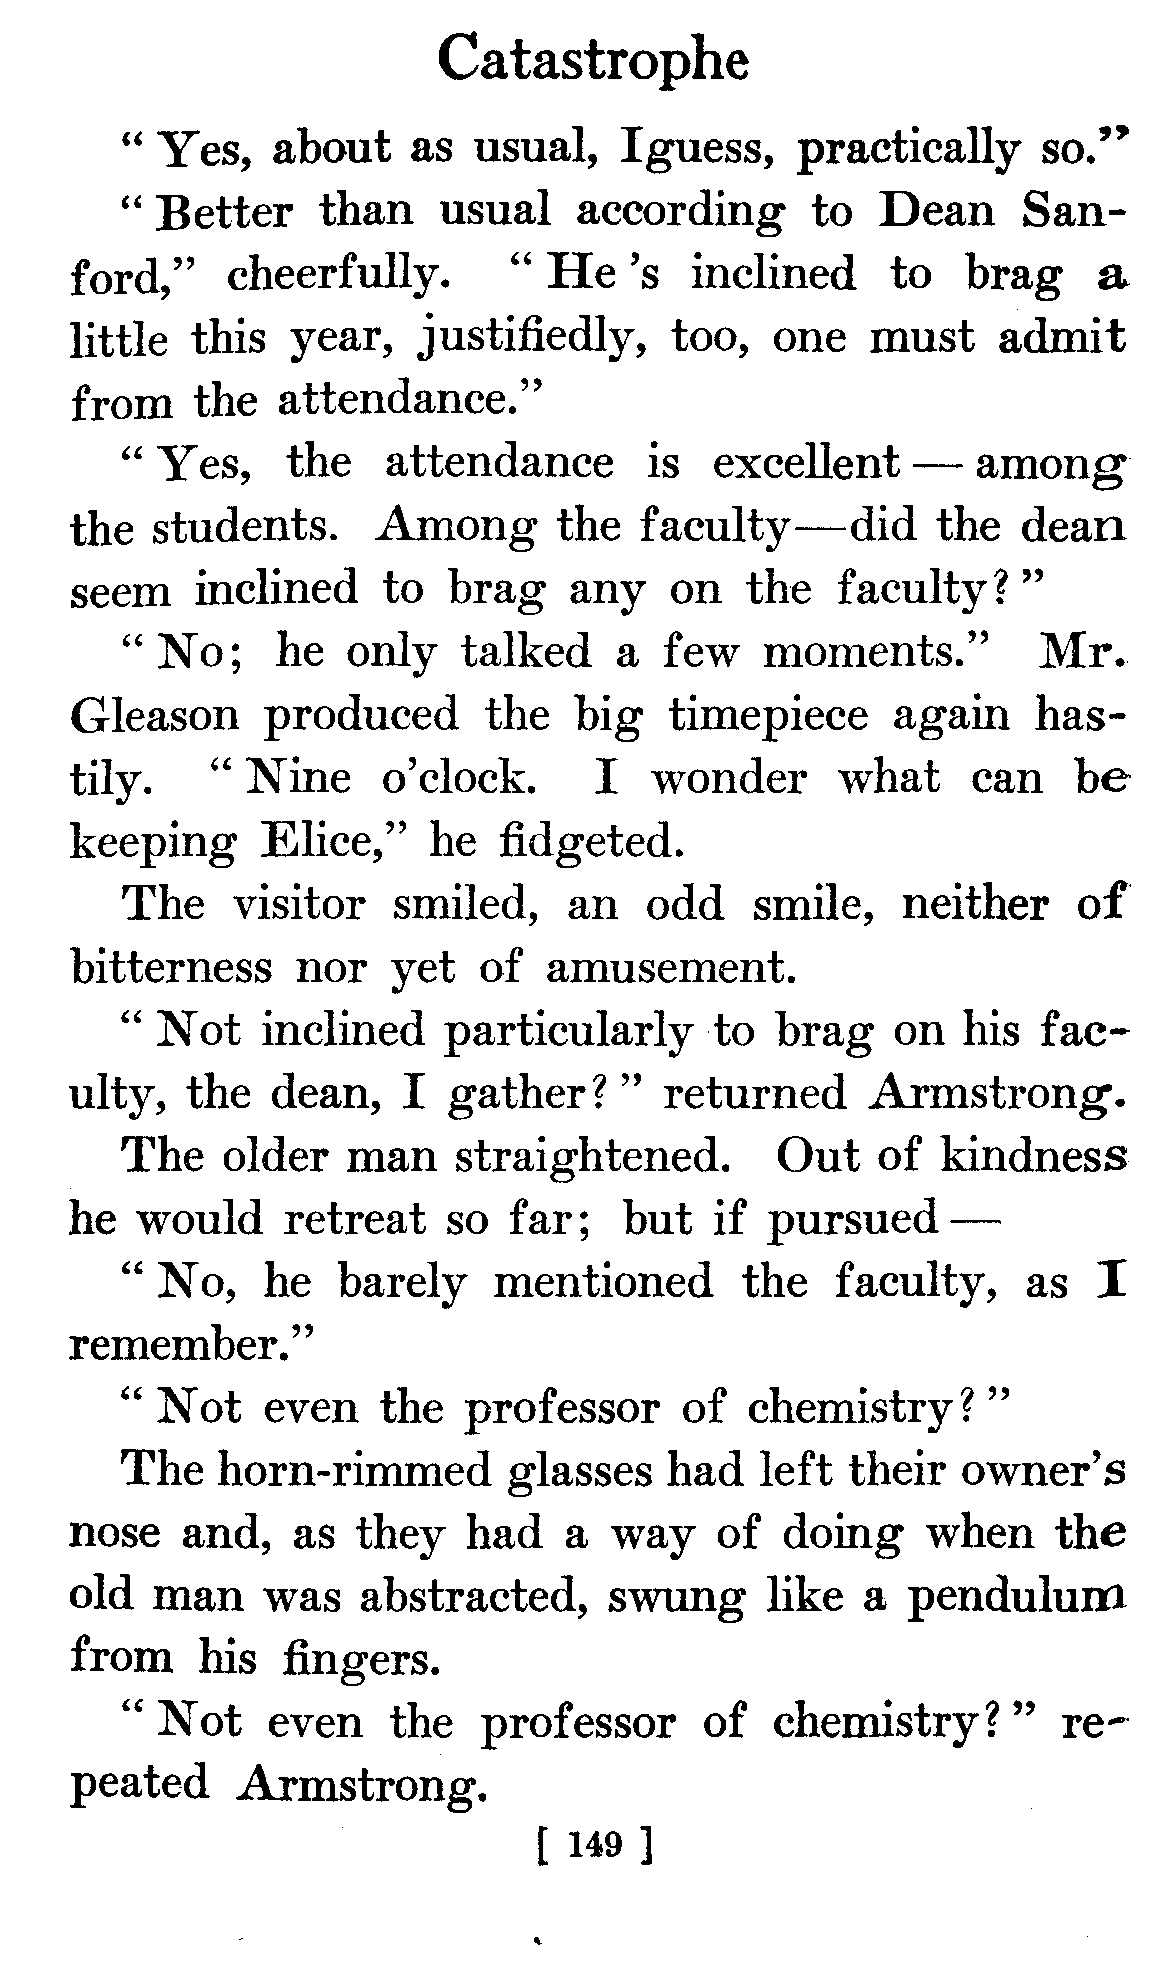 Catastrophe
“ Yes, about as usual, Iguess, practically so.”
“ Better than usual according to Dean San-
ford,” cheerfully. “ He ’s inclined to brag a
little this year, justifiedly, too, one must admit
from the attendance.”
“ Yes, the attendance is excellent — among
the students. Among the faculty—did the dean
seem inclined to brag any on the faculty? ”
“ No; he only talked a few moments.” Mr.
Gleason produced the big timepiece again has-
tily. “ Nine o’clock. I wonder what can be
keeping Elice,” he fidgeted.
The visitor smiled, an odd smile, neither of
bitterness nor yet of amusement.
“ Not inclined particularly to brag on his fac-
ulty, the dean, I gather? ” returned Armstrong.
The older man straightened. Out of kindness
he would retreat so far; but if pursued —
“ No, he barely mentioned the faculty, as I
remember.”
“ Not even the professor of chemistry? ”
The horn-rimmed glasses had left their owner’s
nose and, as they had a way of doing when the
old man was abstracted, swung like a pendulum
from his fingers.
“ Not even the professor of chemistry? ” re-
peated Armstrong.
[ 149 ]